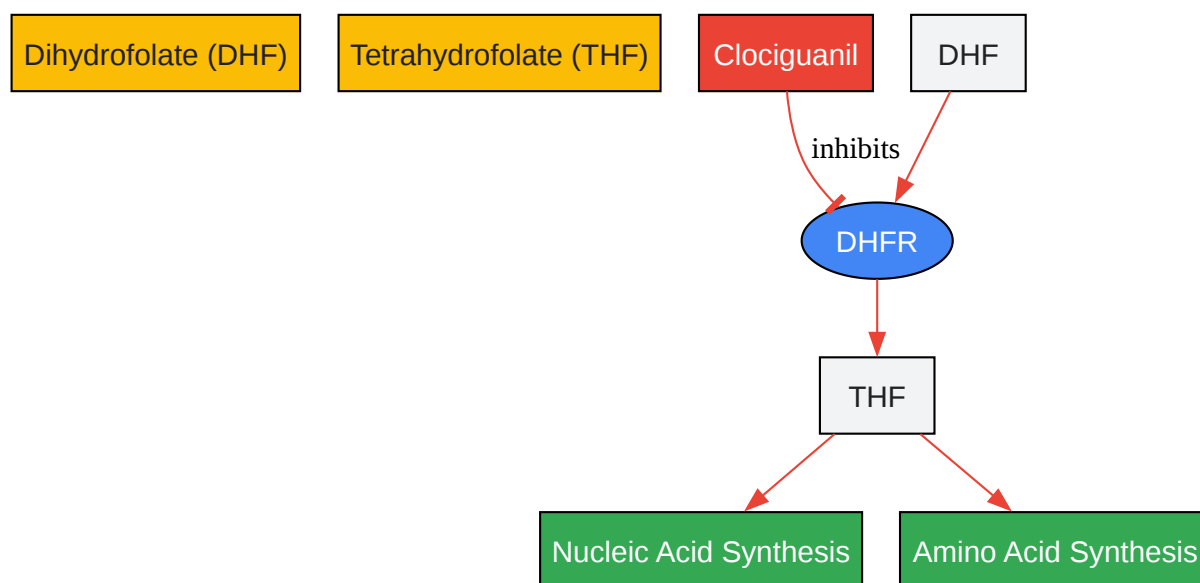 Dihydrofolate (DHF)
Tetrahydrofolate (THF)
Clociguanil
DHF
inhibits
DHFR
THF
Nucleic Acid Synthesis
Amino Acid Synthesis